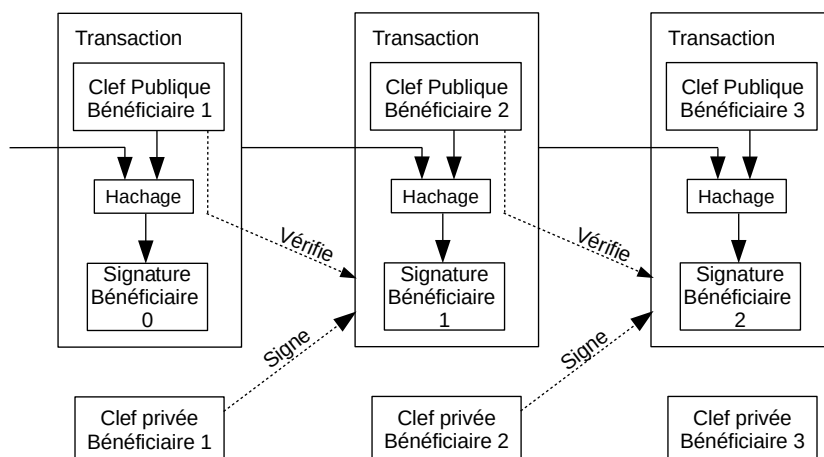 Transaction
Clef Publique
Bénéficiaire 1
Hachage
Signature
Bénéficiaire
0
Vérifie
Signe
Clef privée
Bénéficiaire 1
Transaction
Clef Publique
Bénéficiaire 2
Hachage
Signature
Bénéficiaire
1
Vérifie
Signe
Clef privée
Bénéficiaire 2
Transaction
Clef Publique
Bénéficiaire 3
Hachage
Signature
Bénéficiaire
2
Clef privée
Bénéficiaire 3